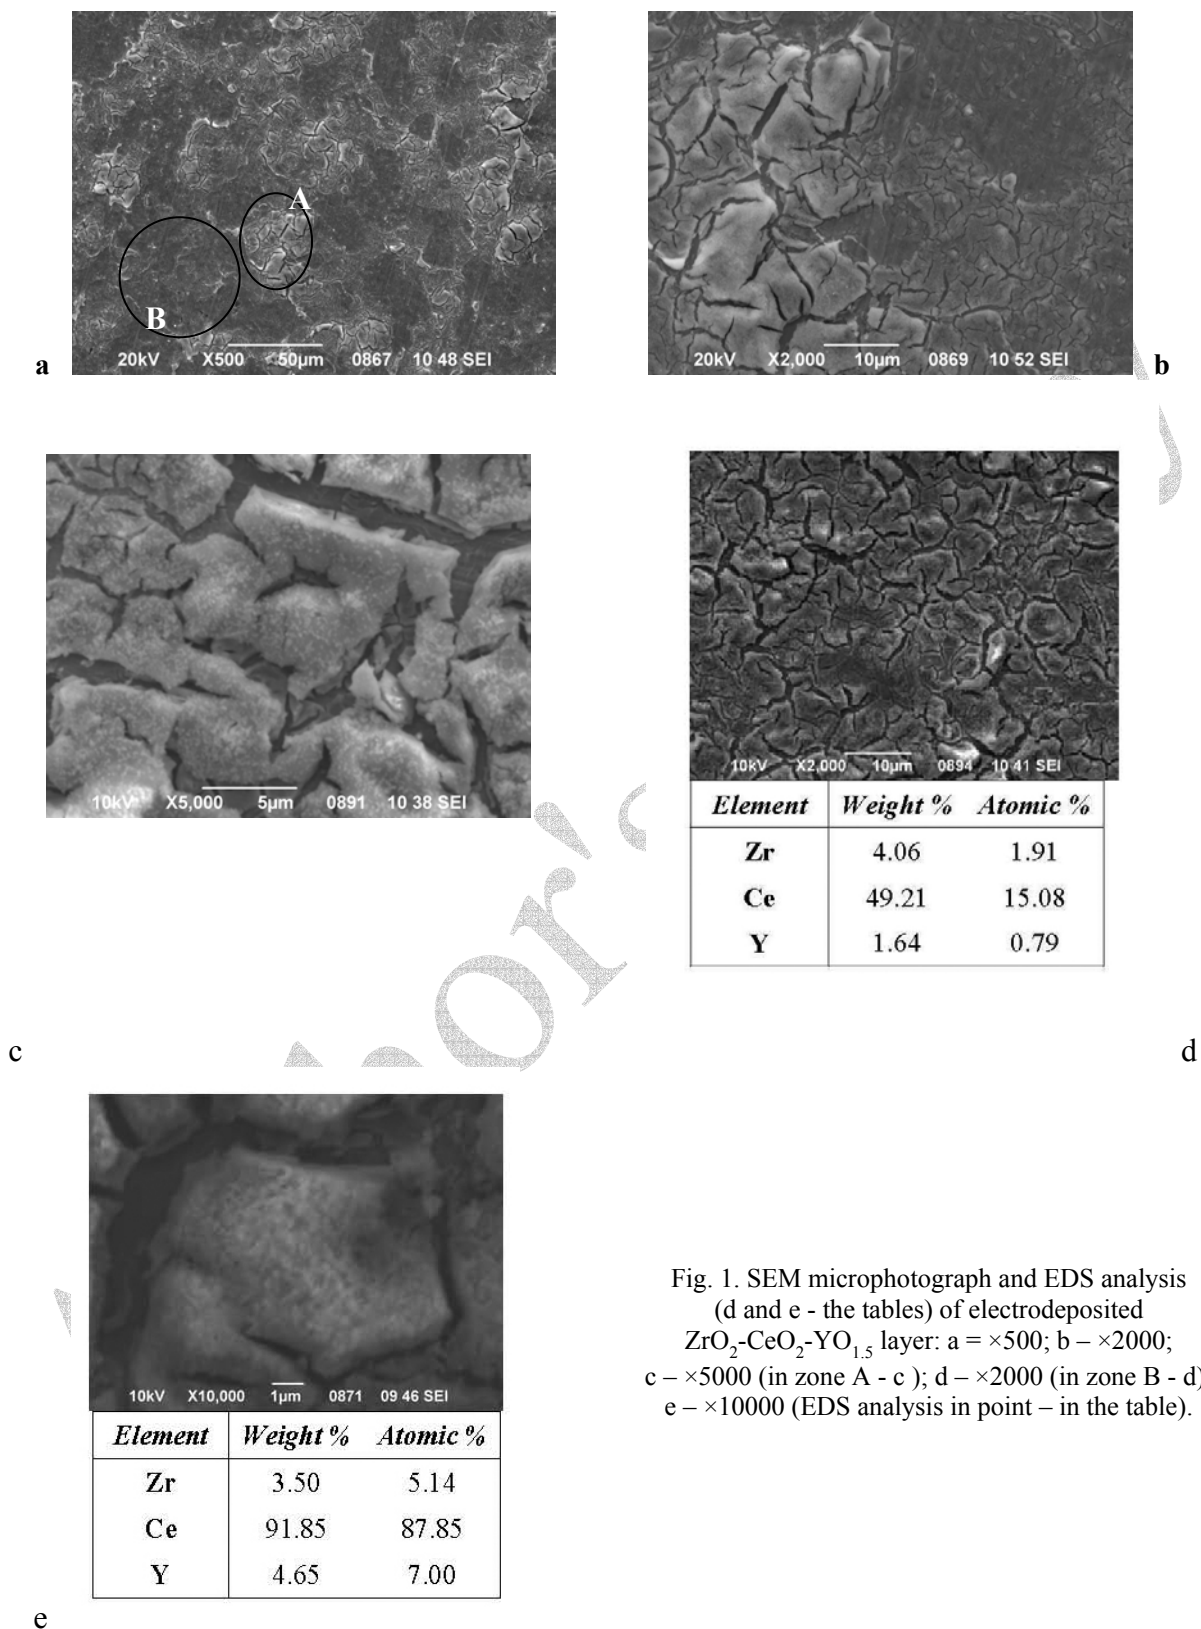 A
B
20kV X500 50µm 0867 10 48 SEI
a
20kV X2,000 10µm 0869 10 52 SEI
b
10kV X5,000 5µm 0891 10 38 SEI
c
10kV X2,000 10µm 0894 10 41 SEI
Element Weight % Atomic %
Zr 4.06 1.91
Ce 49.21 15.08
Y 1.64 0.79
d
10kV X10,000 1µm 0871 09 46 SEI
Element Weight % Atomic %
Zr 3.50 5.14
Ce 91.85 87.85
Y 4.65 7.00
e
Fig. 1. SEM microphotograph and EDS analysis
(d and e - the tables) of electrodeposited
ZrO₂-CeO₂-YO₁.₅ layer: a = ×500; b – ×2000;
c – ×5000 (in zone A - c ); d – ×2000 (in zone B - d)
e – ×10000 (EDS analysis in point – in the table).